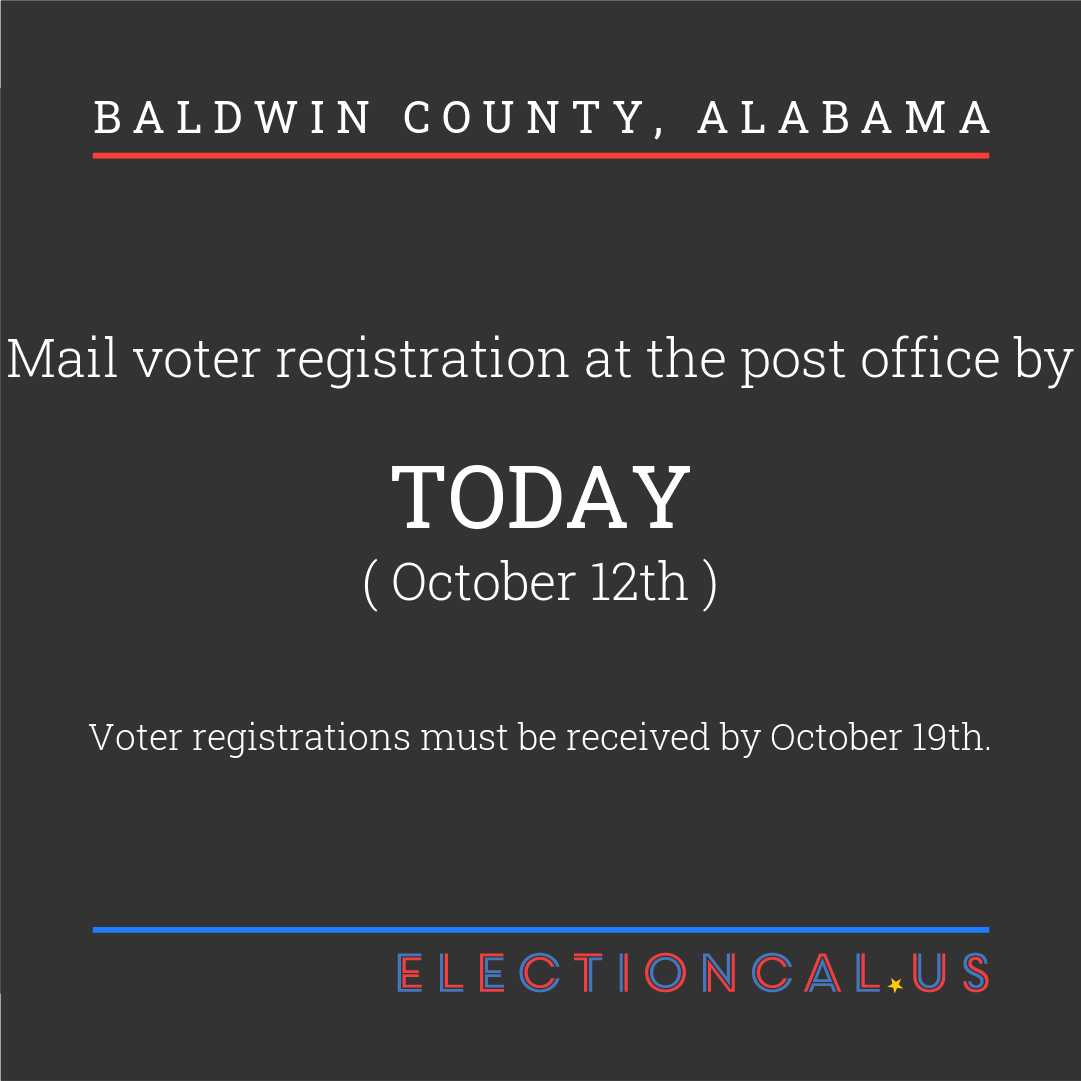 BALDWIN COUNTY, ALABAMA
Mail voter registration at the post office by
TODAY
( October 12th )
Voter registrations must be received by October 19th.
ELECTIONCAL.US